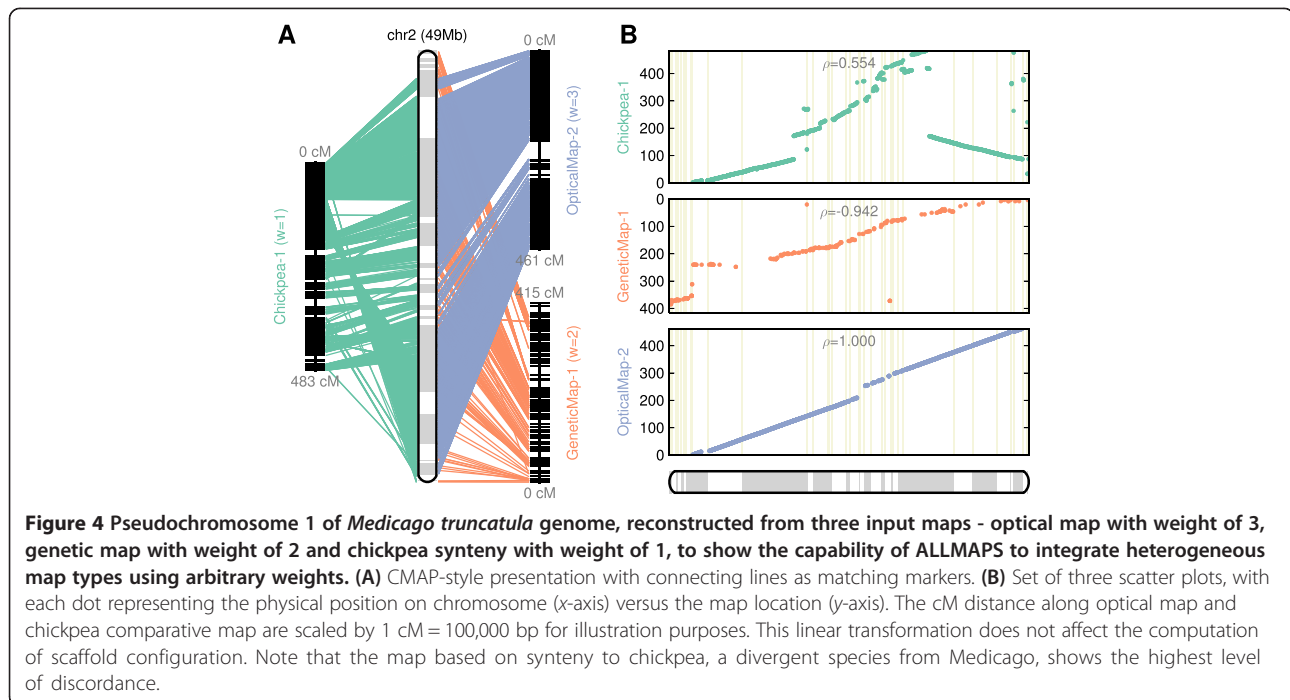 A
chr2 (49Mb)
0 cM
0 cM
Chickpea-1 (w=1)
483 cM
OpticalMap-2 (w=3)
461 cM
415 cM
GeneticMap-1 (w=2)
0 cM
B
400
300
200
100
0
Chickpea-1
ρ=0.554
0
100
200
300
400
GeneticMap-1
ρ=-0.942
400
300
200
100
0
OpticalMap-2
ρ=1.000
Figure 4 Pseudochromosome 1 of Medicago truncatula genome, reconstructed from three input maps - optical map with weight of 3,
genetic map with weight of 2 and chickpea synteny with weight of 1, to show the capability of ALLMAPS to integrate heterogeneous
map types using arbitrary weights. (A) CMAP-style presentation with connecting lines as matching markers. (B) Set of three scatter plots, with
each dot representing the physical position on chromosome (x-axis) versus the map location (y-axis). The cM distance along optical map and
chickpea comparative map are scaled by 1 cM = 100,000 bp for illustration purposes. This linear transformation does not affect the computation
of scaffold configuration. Note that the map based on synteny to chickpea, a divergent species from Medicago, shows the highest level
of discordance.